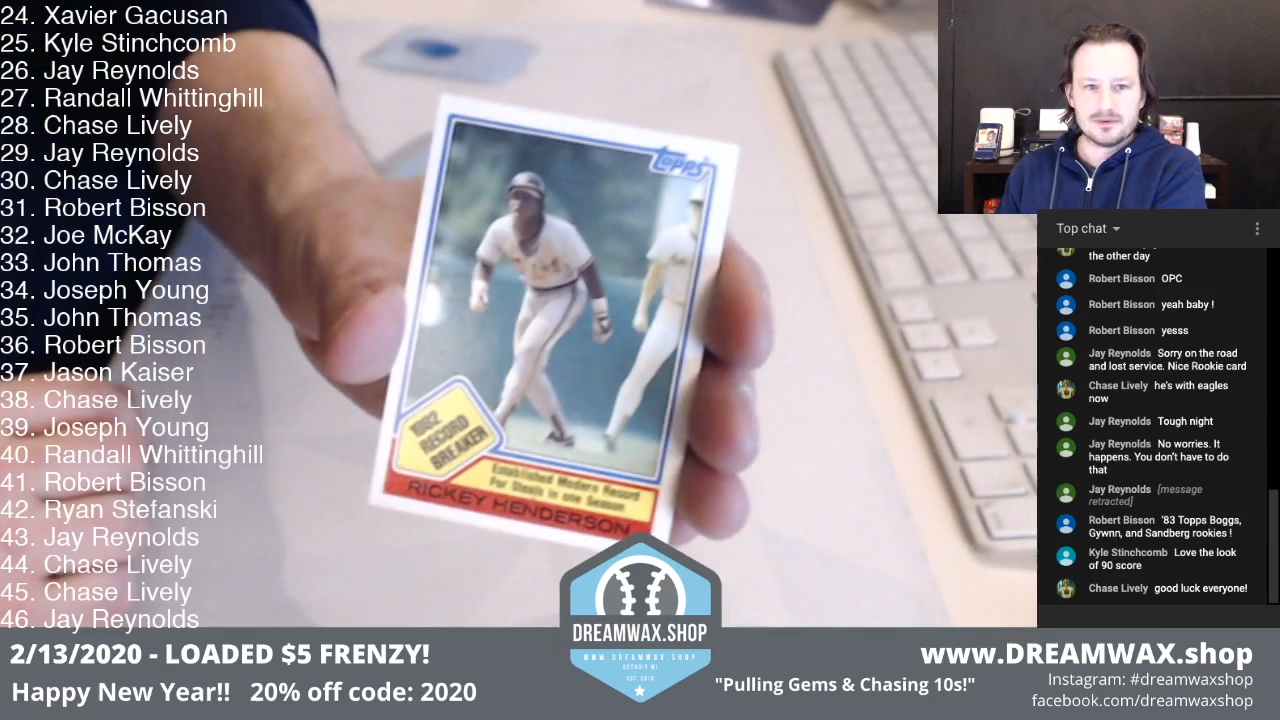 24. Xavier Gacusan
25. Kyle Stinchcomb
26. Jay Reynolds
27. Randall Whittinghill
28. Chase Lively
29. Jay Reynolds
30. Chase Lively
31. Robert Bisson
32. Joe McKay
33. John Thomas
34. Joseph Young
35. John Thomas
36. Robert Bisson
37. Jason Kaiser
38. Chase Lively
39. Joseph Young
40. Randall Whittinghill
41. Robert Bisson
42. Ryan Stefanski
43. Jay Reynolds
44. Chase Lively
45. Chase Lively
46. Jay Reynolds
Topps
1982
RECORD
BREAKER
Established Modern Record
For Steals in one Season
RICKEY HENDERSON
Top chat
the other day
Robert Bisson OPC
Robert Bisson yeah baby !
Robert Bisson yesss
Jay Reynolds Sorry on the road
and lost service. Nice Rookie card
Chase Lively he's with eagles
now
Jay Reynolds Tough night
Jay Reynolds No worries. It
happens. You don't have to do
that
Jay Reynolds [message
retracted]
Robert Bisson '83 Topps Boggs,
Gywnn, and Sandberg rookies !
Kyle Stinchcomb Love the look
of 90 score
Chase Lively good luck everyone!
2/13/2020 - LOADED $5 FRENZY!
Happy New Year!! 20% off code: 2020
DREAMWAX.SHOP
WWW.DREAMWAX.SHOP
DETROIT MI
EST. 2016
www.DREAMWAX.shop
"Pulling Gems & Chasing 10s!"
Instagram: #dreamwaxshop
facebook.com/dreamwaxshop